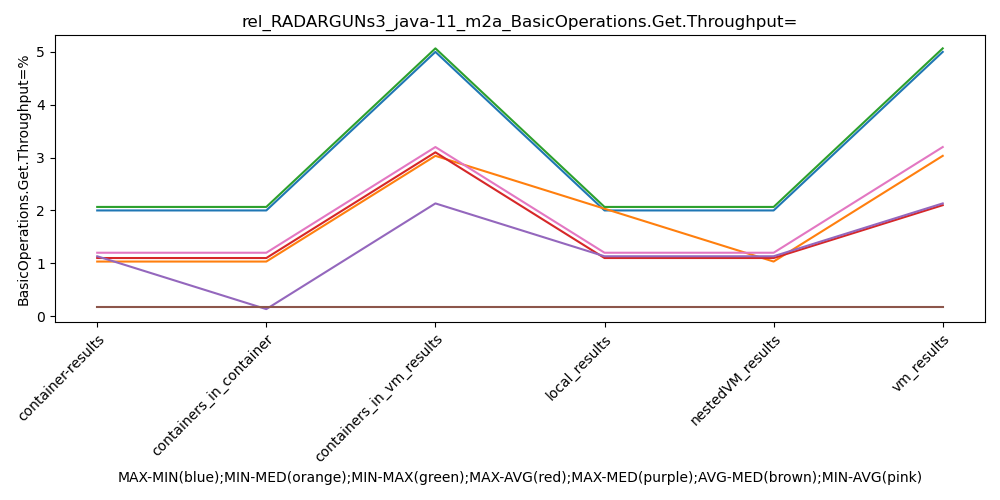 rel_RADARGUNs3_java-11_m2a_BasicOperations.Get.Throughput=
BasicOperations.Get.Throughput=%
5
4
3
2
1
0
container-results
containers_in_container
containers_in_vm_results
local_results
nestedVM_results
vm_results
MAX-MIN(blue);MIN-MED(orange);MIN-MAX(green);MAX-AVG(red);MAX-MED(purple);AVG-MED(brown);MIN-AVG(pink)